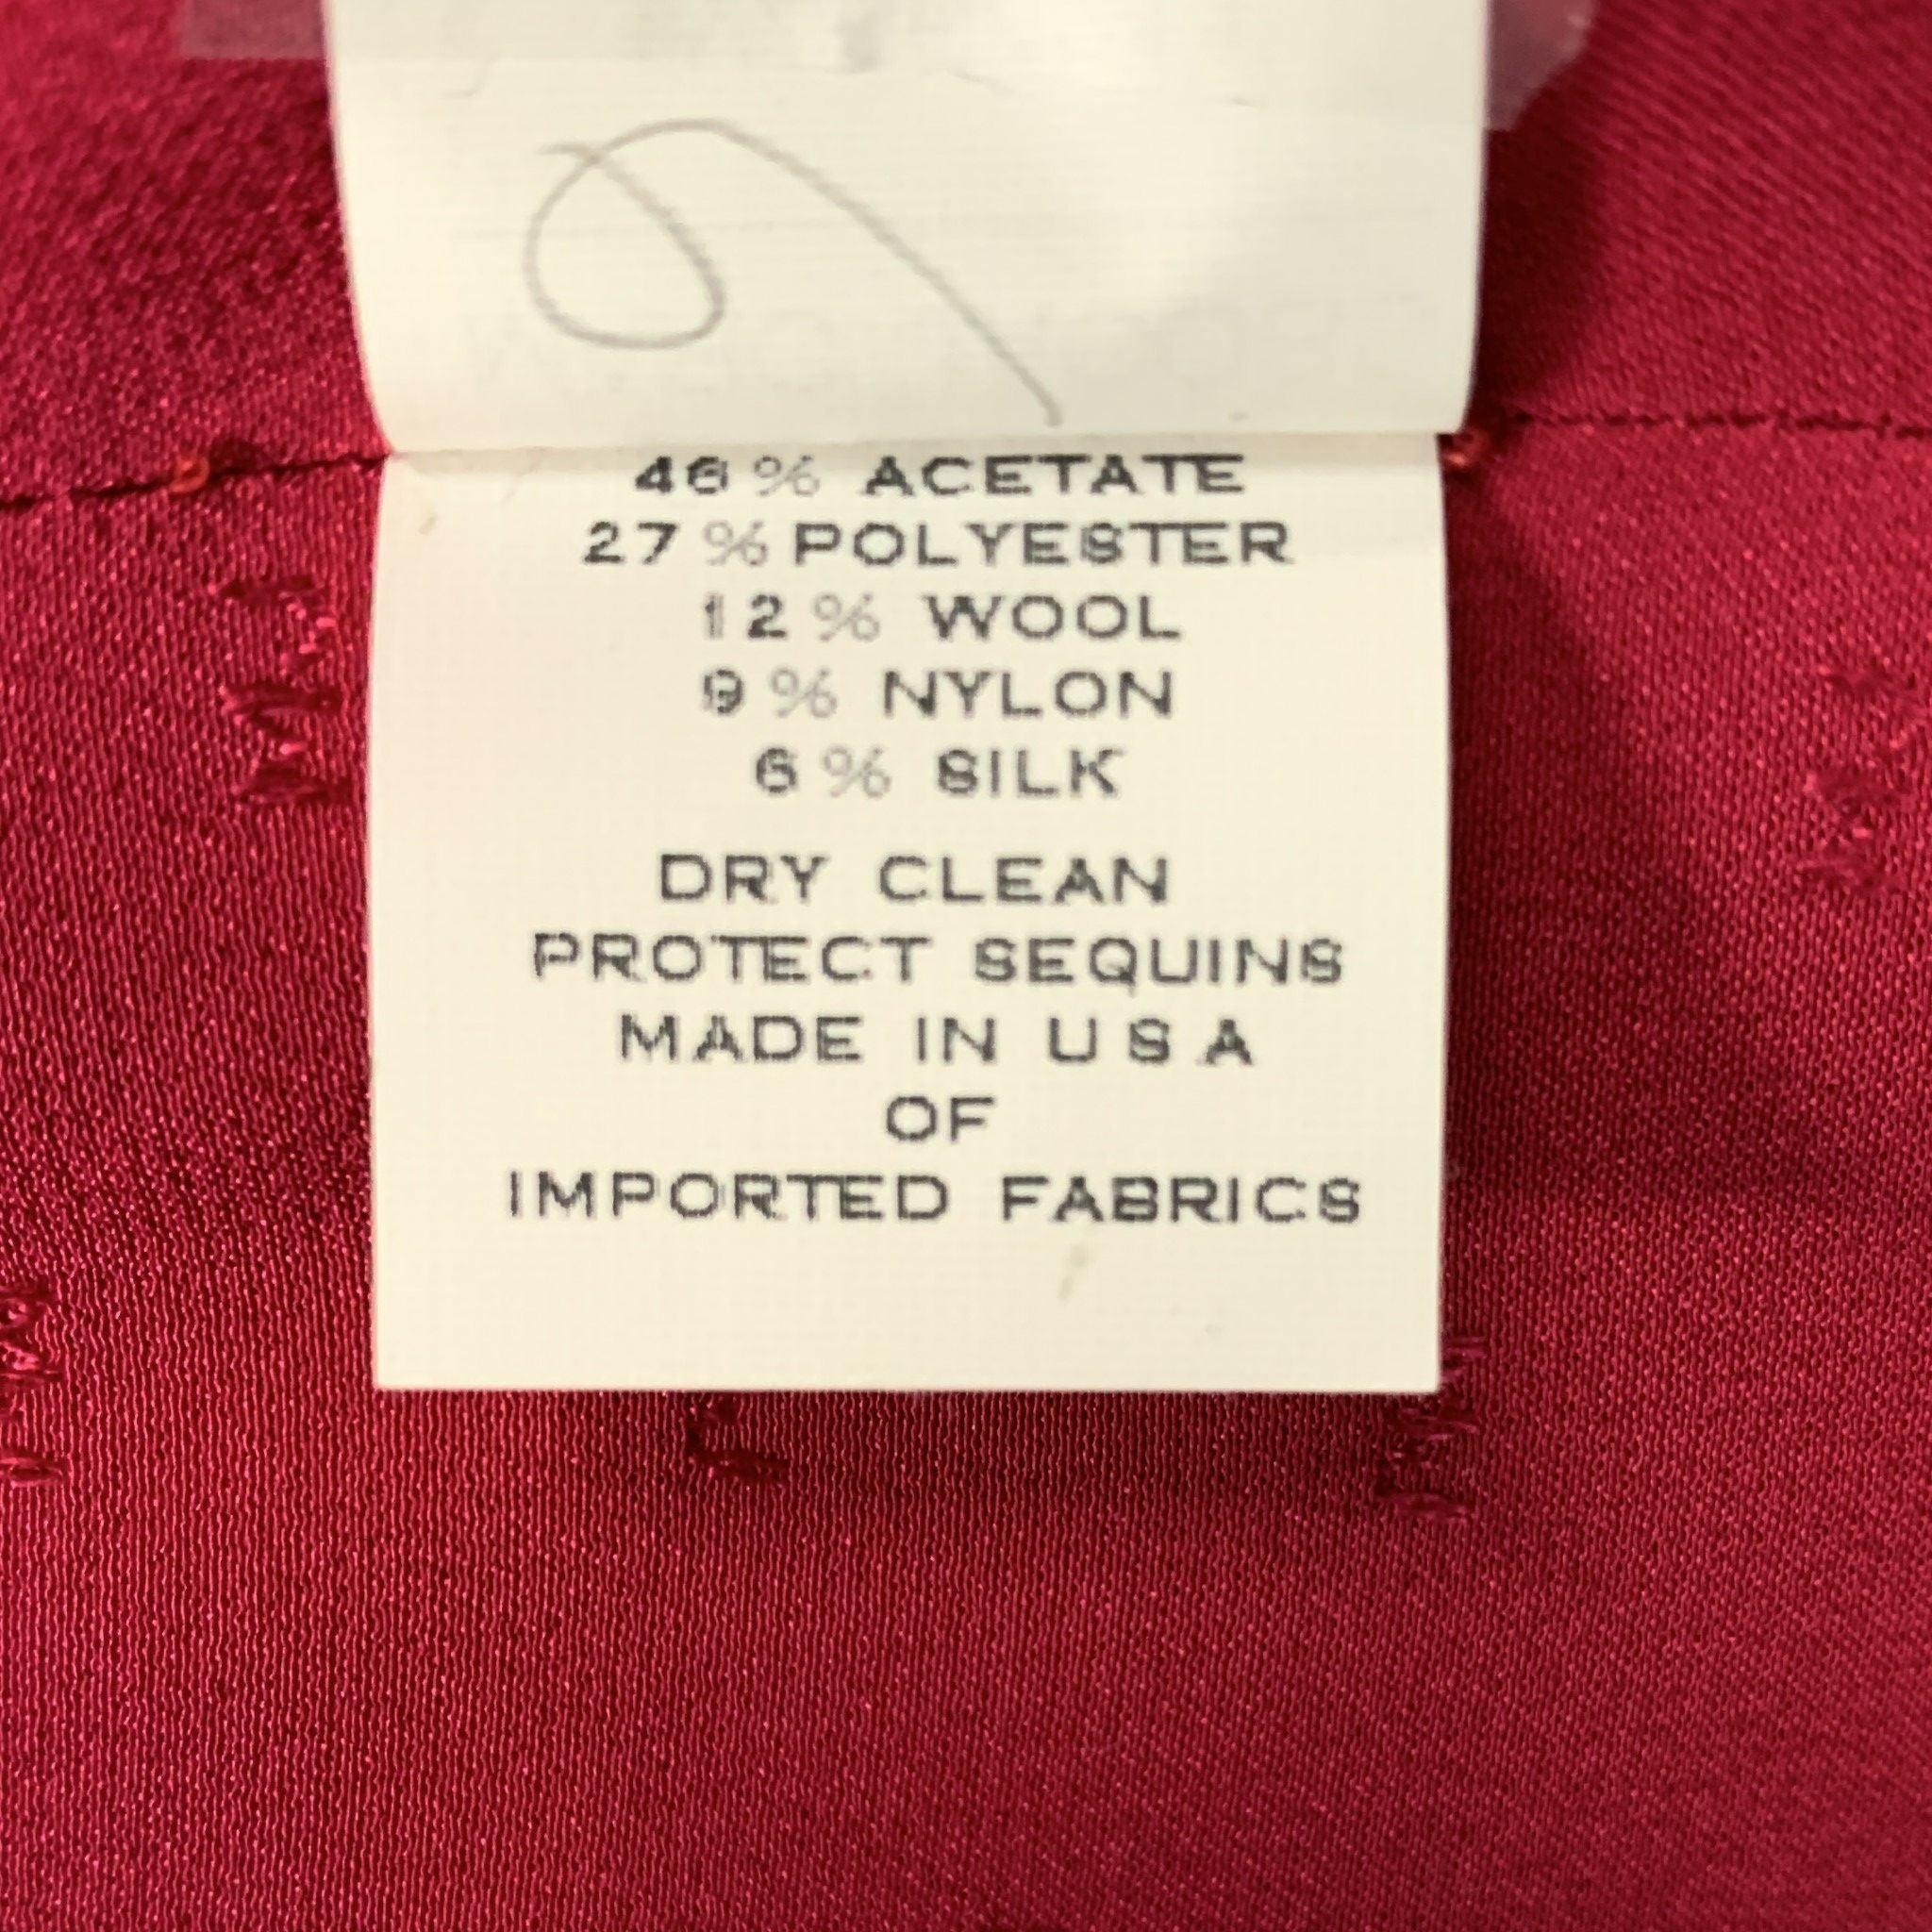 46% ACETATE
27% POLYESTER
12% WOOL
9% NYLON
6% SILK
DRY CLEAN
PROTECT SEQUINS
MADE IN U S A
OF
IMPORTED FABRICS